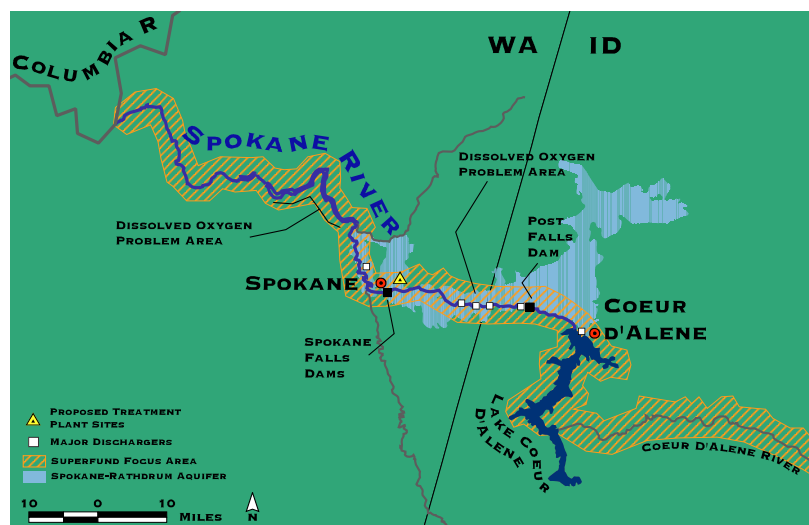 COLUMBIA R
WA ID
SPOKANE RIVER
DISSOLVED OXYGEN
PROBLEM AREA
DISSOLVED OXYGEN
PROBLEM AREA
POST
FALLS
DAM
SPOKANE
COEUR
D'ALENE
SPOKANE
FALLS
DAMS
LAKE COEUR
D'ALENE
COEUR D'ALENE RIVER
PROPOSED TREATMENT
PLANT SITES
MAJOR DISCHARGERS
SUPERFUND FOCUS AREA
SPOKANE-RATHDRUM AQUIFER
10 0 10
MILES N